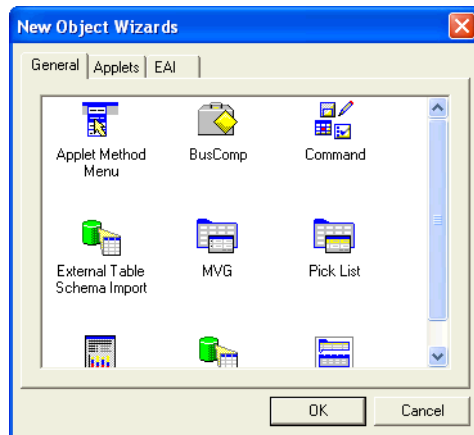 New Object Wizards
General Applets EAI
Applet Method
Menu
BusComp
Command
External Table
Schema Import
MVG
Pick List
OK Cancel